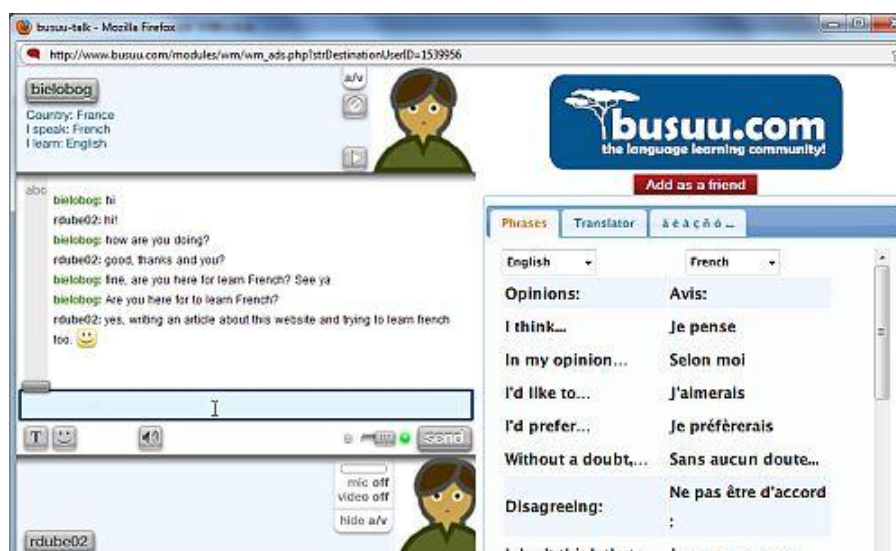 busuu-talk - Mozilla Firefox
http://www.busuu.com/modules/wm/wm_ads.php?strDestinationUserID=1539956
bielobog
Country: France
I speak: French
I learn: English
a/v
abc
bielobog: hi
rdube02: hi!
bielobog: how are you doing?
rdube02: good, thanks and you?
bielobog: fine, are you here for learn French? See ya
bielobog: Are you here for to learn French?
rdube02: yes, writing an article about this website and trying to learn french
too.
T
send
mic off
video off
hide a/v
rdube02
busuu.com
the language learning community!
Add as a friend
Phrases Translator à é à ç ñ ó ...
English French
Opinions: Avis:
I think... Je pense
In my opinion... Selon moi
I'd like to... J'aimerais
I'd prefer... Je préfèrerais
Without a doubt,... Sans aucun doute...
Disagreeing: Ne pas être d'accord
: